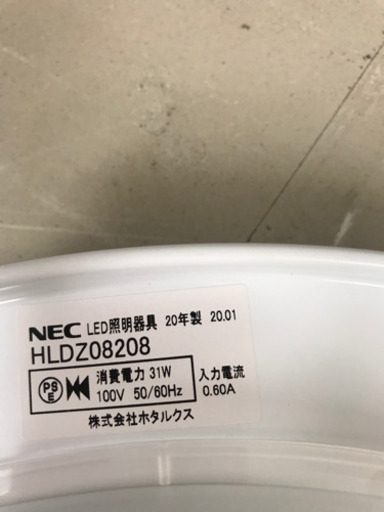 NEC LED照明器具 20年製 20.01
HLDZ08208
PS E 消費電力 31W 入力電流
100V 50/60Hz 0.60A
株式会社ホタルクス